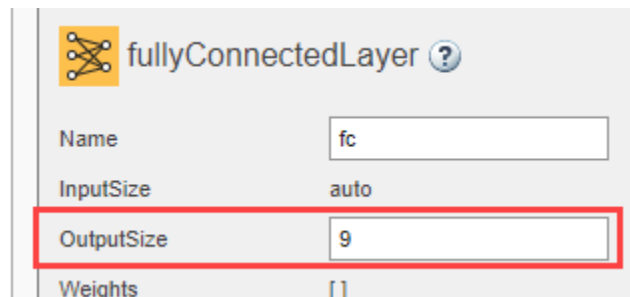 fullyConnectedLayer ?
Name fc
InputSize auto
OutputSize 9
Weights []